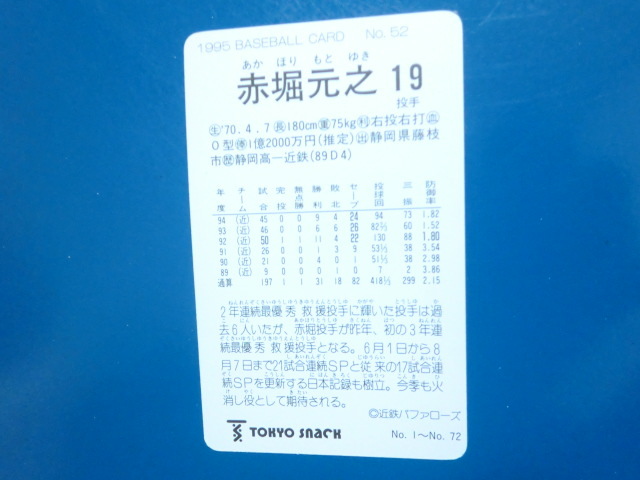 1995 BASEBALL CARD No. 52
あか ほり もと ゆき
赤堀元之 19
投手
生'70.4.7長180cm重75kg利右投右打血
O型俸1億2000万円(推定)出静岡県藤枝
市歴静岡高—近鉄(89D4)
年度 チーム 試合 完投 無点勝 勝利 敗北 セーブ 投球回 三振 防御率
94 (近) 45 0 0 9 4 24 94 73 1.82
93 (近) 46 0 0 6 6 26 82⅔ 60 1.52
92 (近) 50 1 1 11 4 22 130 88 1.80
91 (近) 26 0 0 1 3 9 53⅓ 38 3.54
90 (近) 21 0 0 4 0 1 51⅓ 38 2.98
89 (近) 9 0 0 0 1 0 7 2 3.86
通算 197 1 1 31 18 82 418⅓ 299 2.15
2年連続最優秀救援投手に輝いた投手は過
去6人いたが、赤堀投手が昨年、初の3年連
続最優秀救援投手となる。6月1日から8
月7日まで21試合連続SPと従来の17試合連
続SPを更新する日本記録も樹立。今季も火
消し役として期待される。
©近鉄バファローズ
TOKYO SNACK
No. 1〜No. 72